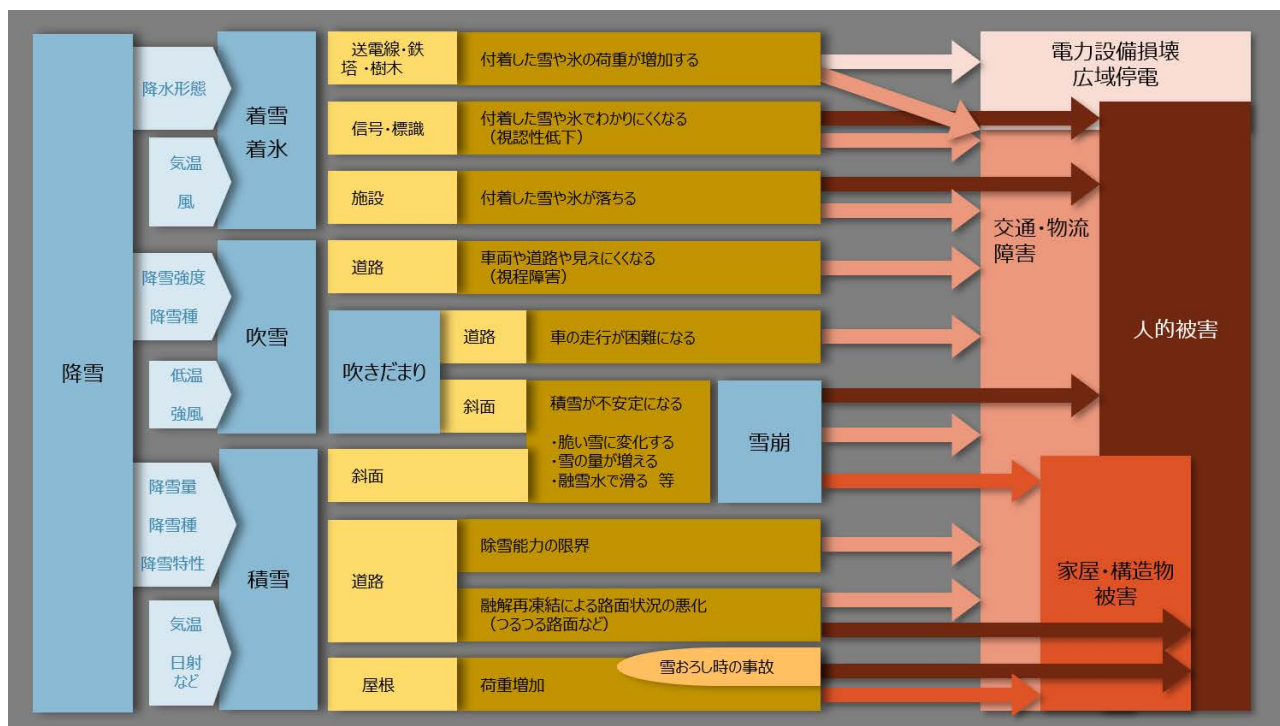 降雪
降水形態
気温
風
着雪
着氷
送電線・鉄
塔・樹木
付着した雪や氷の荷重が増加する
信号・標識
付着した雪や氷でわかりにくくなる
（視認性低下）
施設
付着した雪や氷が落ちる
降雪強度
降雪種
低温
強風
吹雪
道路
車両や道路や見えにくくなる
（視程障害）
吹きだまり
道路
車の走行が困難になる
斜面
積雪が不安定になる
・脆い雪に変化する
・雪の量が増える
・融雪水で滑る 等
雪崩
降雪量
降雪種
降雪特性
気温
日射
など
積雪
斜面
道路
除雪能力の限界
融解再凍結による路面状況の悪化
（つるつる路面など）
屋根
荷重増加
雪おろし時の事故
電力設備損壊
広域停電
交通・物流
障害
人的被害
家屋・構造物
被害